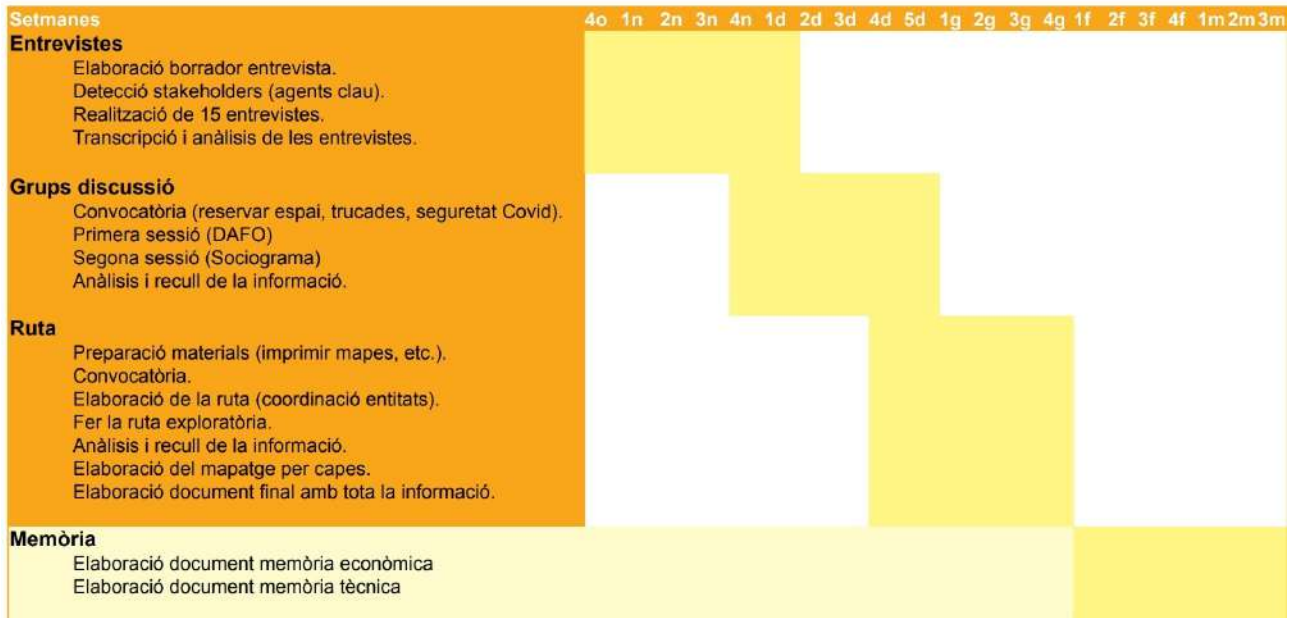 Setmanes 4o 1n 2n 3n 4n 1d 2d 3d 4d 5d 1g 2g 3g 4g 1f 2f 3f 4f 1m 2m 3m
Entrevistes
Elaboració borrador entrevista.
Detecció stakeholders (agents clau).
Realització de 15 entrevistes.
Transcripció i anàlisis de les entrevistes.
Grups discussió
Convocatòria (reservar espai, trucades, seguretat Covid).
Primera sessió (DAFO)
Segona sessió (Sociograma)
Anàlisis i recull de la informació.
Ruta
Preparació materials (imprimir mapes, etc.).
Convocatòria.
Elaboració de la ruta (coordinació entitats).
Fer la ruta exploratòria.
Anàlisis i recull de la informació.
Elaboració del mapatge per capes.
Elaboració document final amb tota la informació.
Memòria
Elaboració document memòria econòmica
Elaboració document memòria tècnica